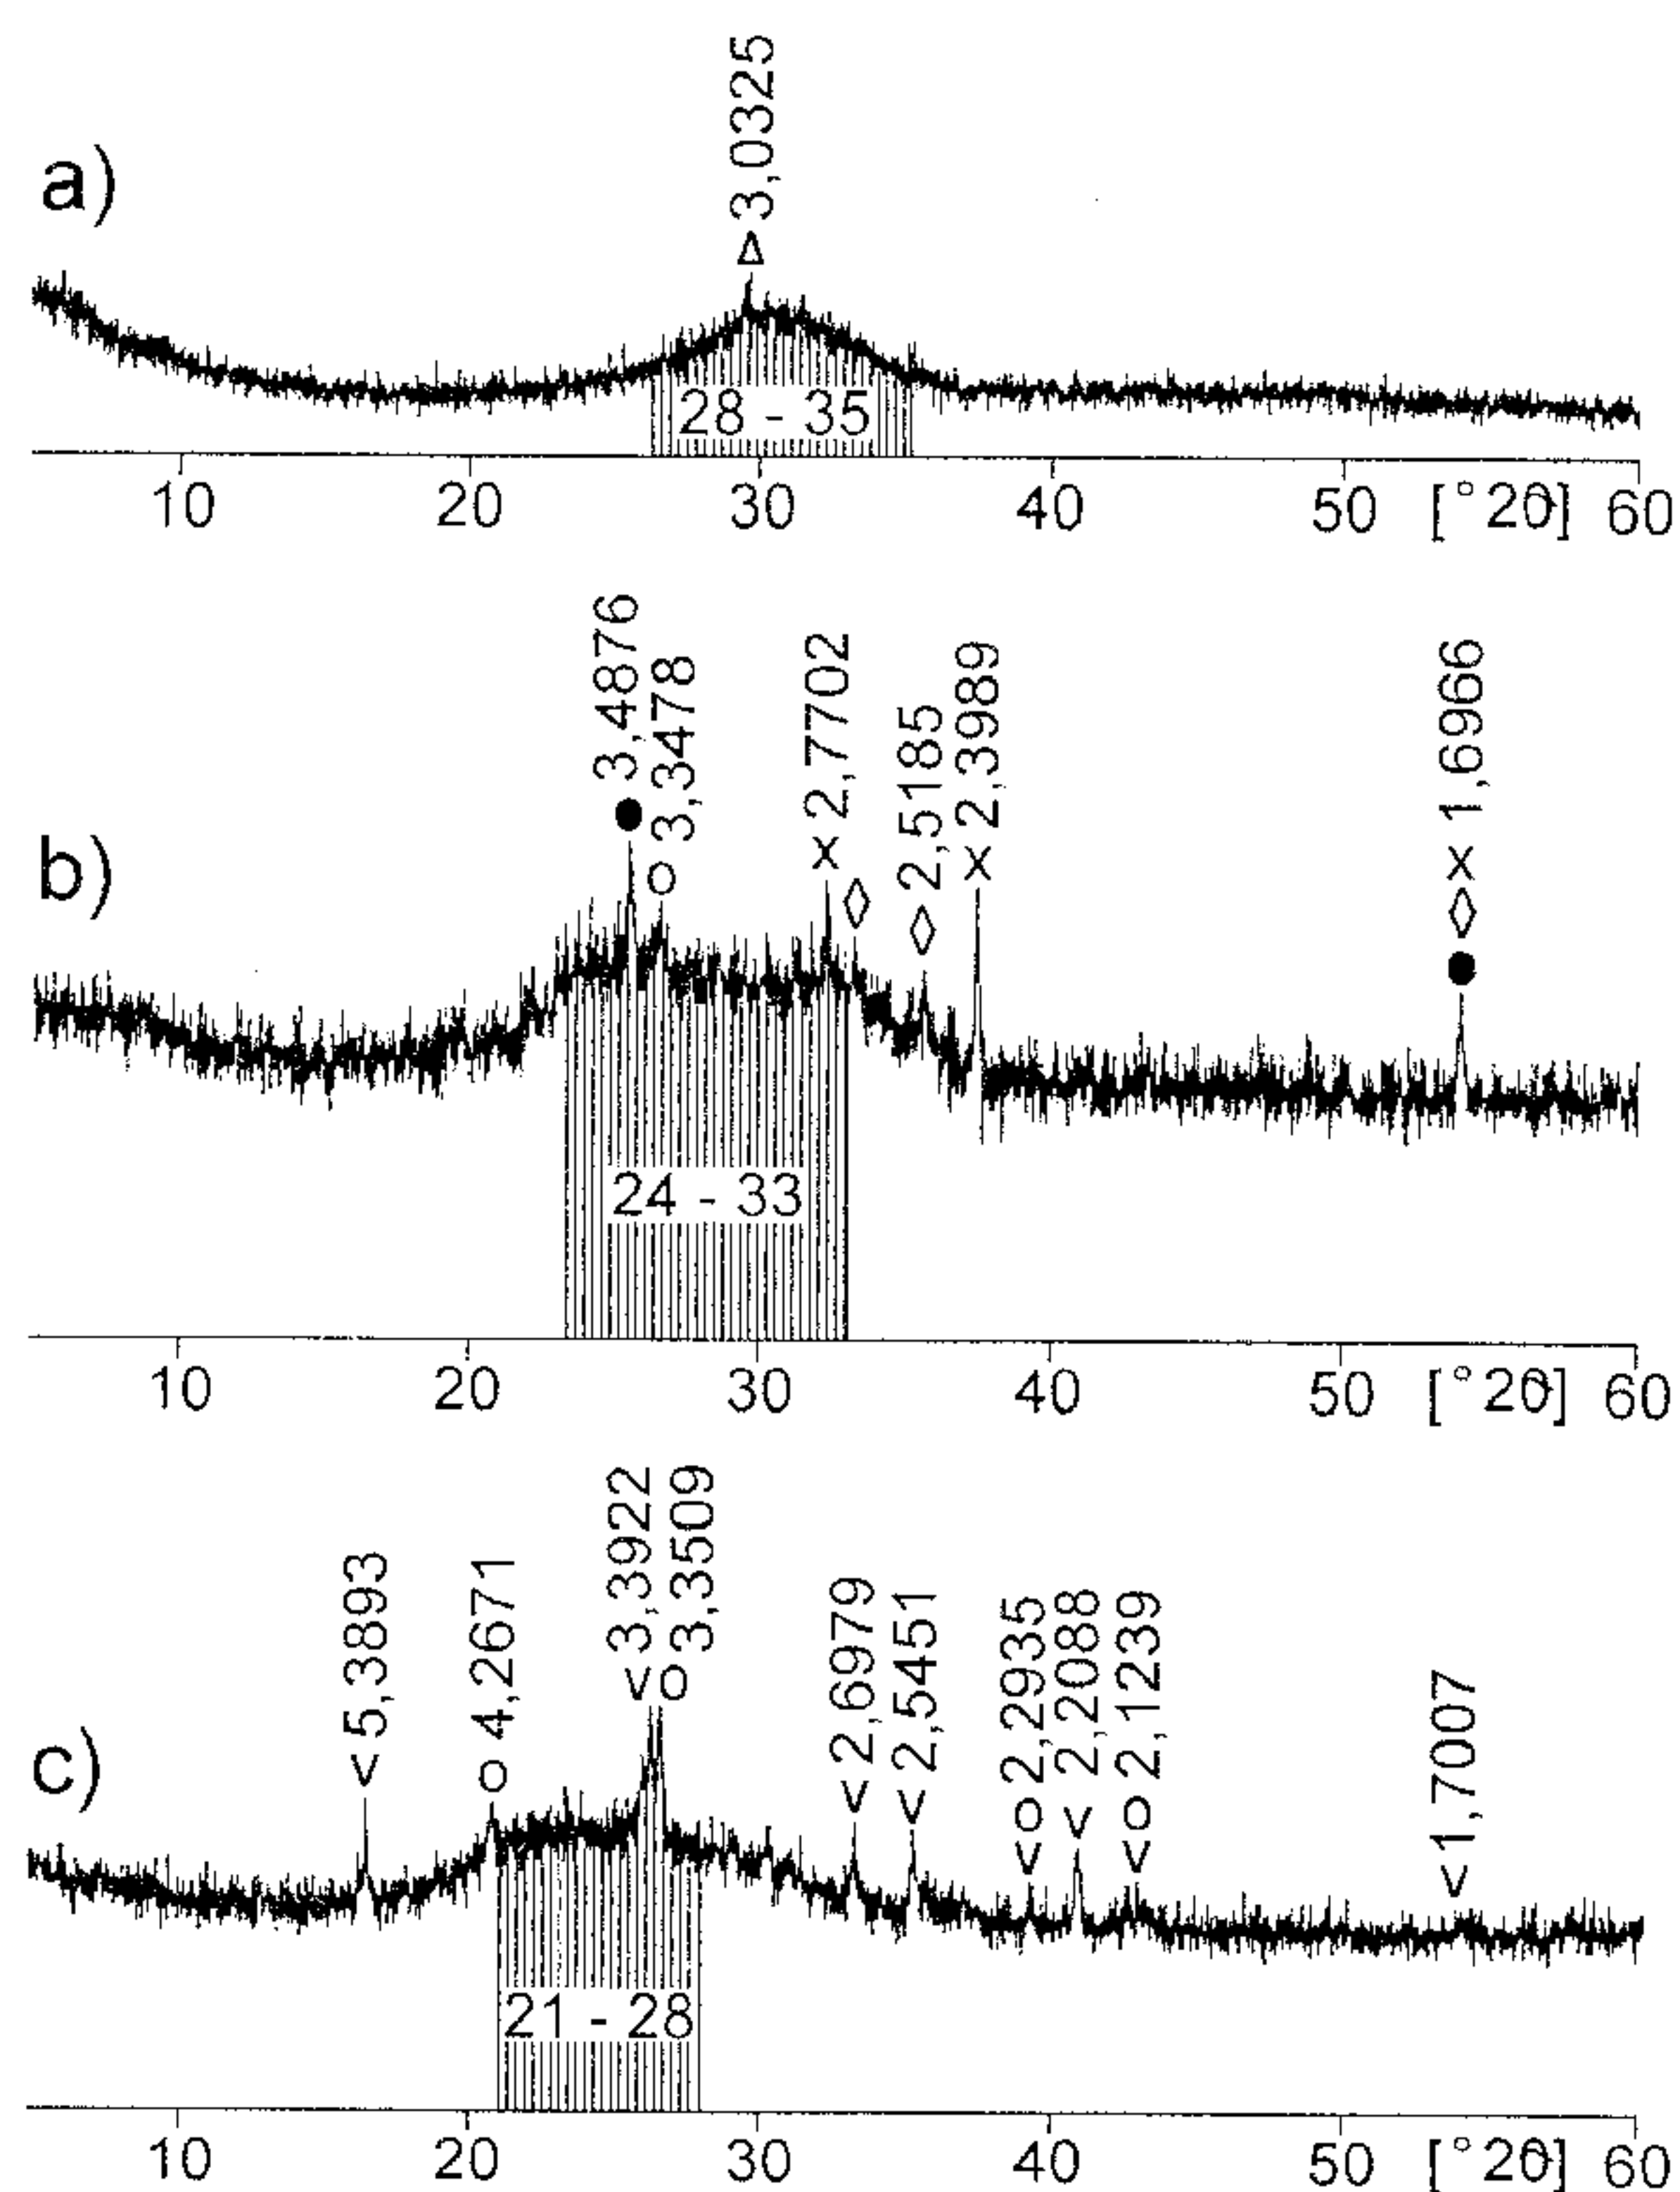 a)
Δ 3,0325
28 - 35
10 20 30 40 50 [°2θ] 60
b)
● 3,4876
○ 3,3478
x 2,7702
◊
◊ 2,5185
x 2,3989
● ◊ x 1,6966
24 - 33
10 20 30 40 50 [°2θ] 60
c)
< 5,3893
o 4,2671
< 3,3922
o 3,3509
< 2,6979
< 2,5451
<o 2,2935
< 2,2088
<o 2,1239
< 1,7007
21 - 28
10 20 30 40 50 [°2θ] 60